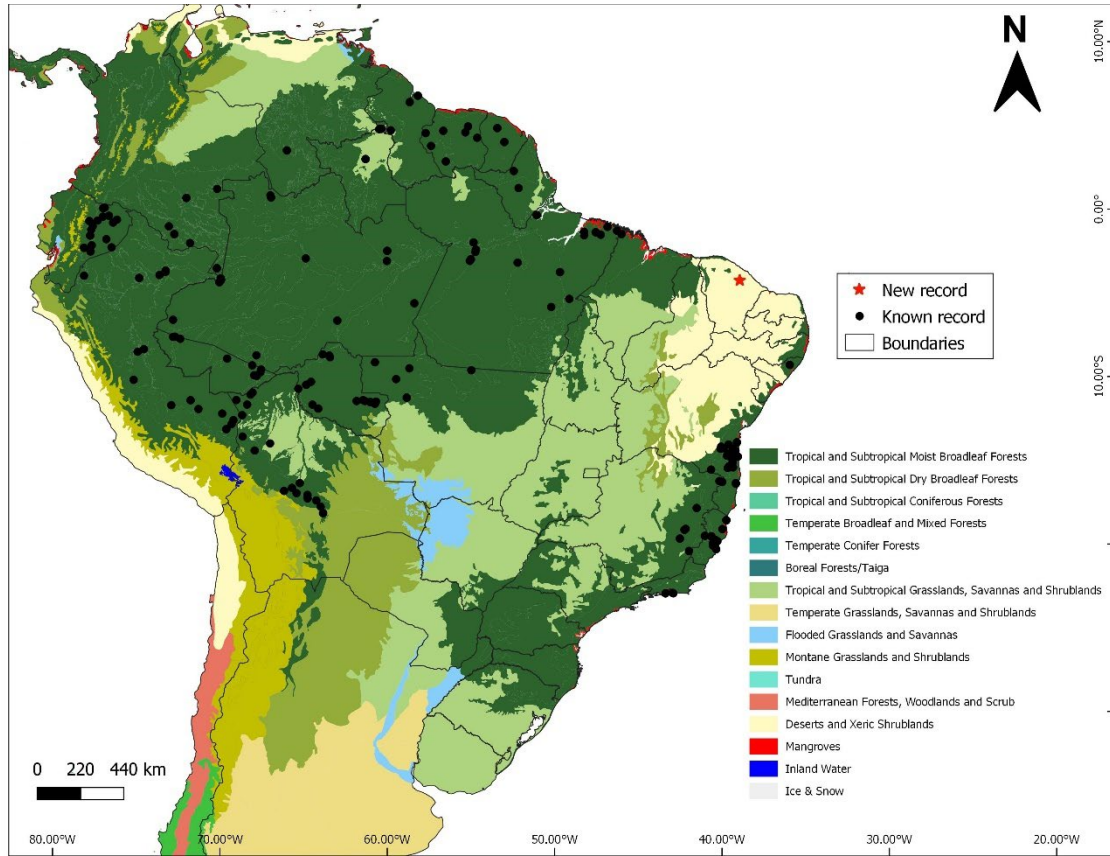 N
10.00°N
0.00°
New record
Known record
Boundaries
10.00°S
Tropical and Subtropical Moist Broadleaf Forests
Tropical and Subtropical Dry Broadleaf Forests
Tropical and Subtropical Coniferous Forests
Temperate Broadleaf and Mixed Forests
Temperate Conifer Forests
Boreal Forests/Taiga
Tropical and Subtropical Grasslands, Savannas and Shrublands
Temperate Grasslands, Savannas and Shrublands
Flooded Grasslands and Savannas
Montane Grasslands and Shrublands
Tundra
Mediterranean Forests, Woodlands and Scrub
Deserts and Xeric Shrublands
Mangroves
Inland Water
Ice & Snow
0 220 440 km
80.00°W 70.00°W 60.00°W 50.00°W 40.00°W 30.00°W 20.00°W